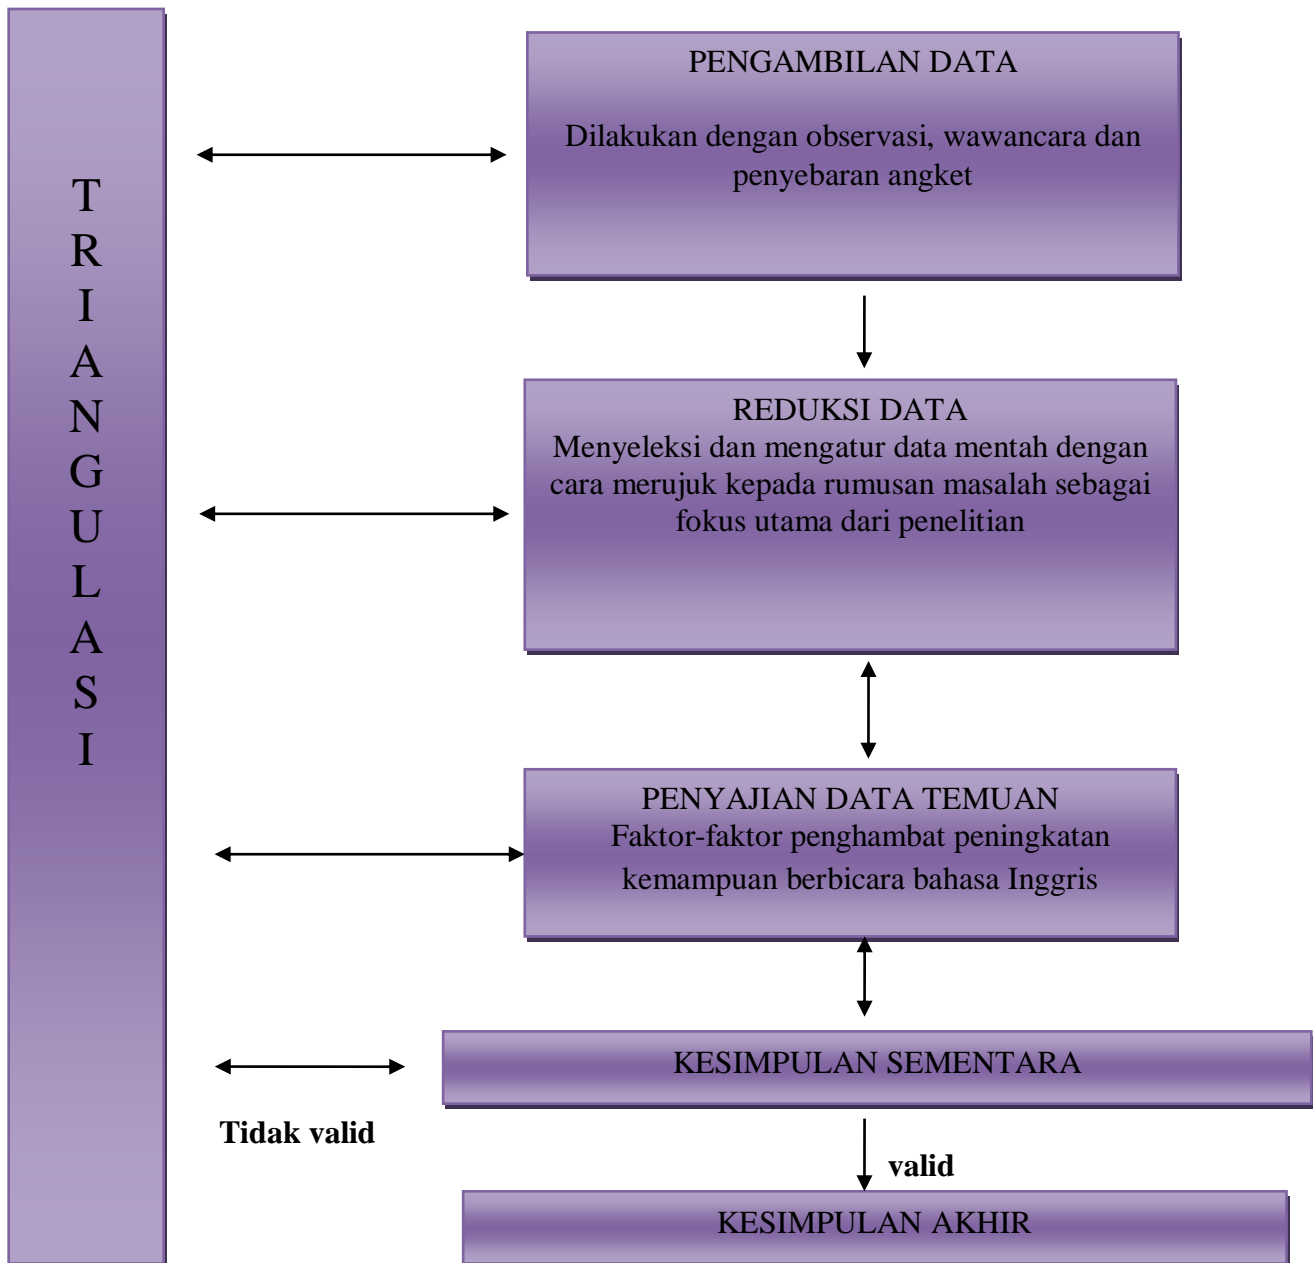 T
R
I
A
N
G
U
L
A
S
I
PENGAMBILAN DATA
Dilakukan dengan observasi, wawancara dan
penyebaran angket
REDUKSI DATA
Menyeleksi dan mengatur data mentah dengan
cara merujuk kepada rumusan masalah sebagai
fokus utama dari penelitian
PENYAJIAN DATA TEMUAN
Faktor-faktor penghambat peningkatan
kemampuan berbicara bahasa Inggris
KESIMPULAN SEMENTARA
Tidak valid
valid
KESIMPULAN AKHIR